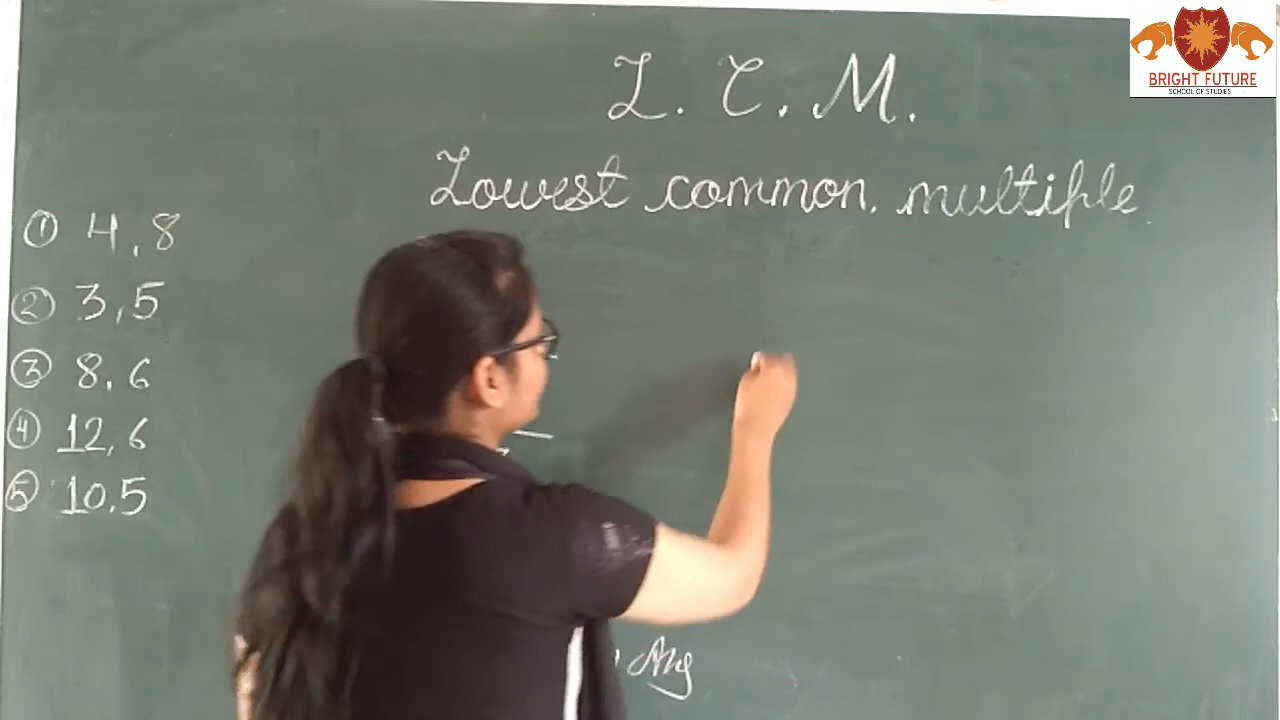 BRIGHT FUTURE
SCHOOL OF STUDIES
L. C. M.
Lowest common multiple
① 4, 8
② 3, 5
③ 8, 6
④ 12, 6
⑤ 10, 5
Ans